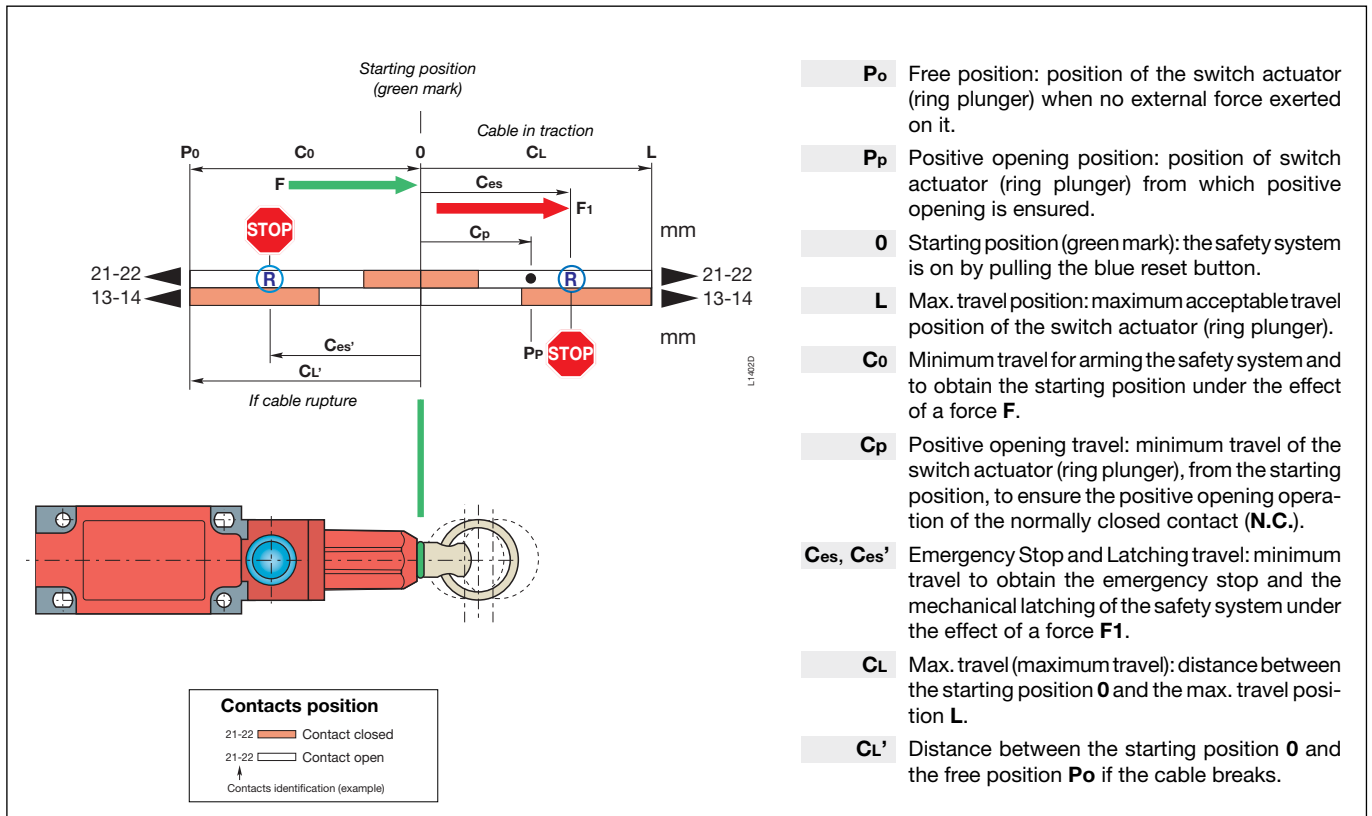 Starting position
(green mark)
Cable in traction
Po
Co
0
CL
L
F
Ces
F1
STOP
Cp
mm
21-22
R
R
21-22
13-14
13-14
mm
Ces'
PP
STOP
CL'
If cable rupture
L1402D
Contacts position
21-22 Contact closed
21-22 Contact open
Contacts identification (example)
Po Free position: position of the switch actuator
(ring plunger) when no external force exerted
on it.
Pp Positive opening position: position of switch
actuator (ring plunger) from which positive
opening is ensured.
0 Starting position (green mark): the safety system
is on by pulling the blue reset button.
L Max. travel position: maximum acceptable travel
position of the switch actuator (ring plunger).
Co Minimum travel for arming the safety system and
to obtain the starting position under the effect
of a force F.
Cp Positive opening travel: minimum travel of the
switch actuator (ring plunger), from the starting
position, to ensure the positive opening opera-
tion of the normally closed contact (N.C.).
Ces, Ces’ Emergency Stop and Latching travel: minimum
travel to obtain the emergency stop and the
mechanical latching of the safety system under
the effect of a force F1.
CL Max. travel (maximum travel): distance between
the starting position 0 and the max. travel posi-
tion L.
CL’ Distance between the starting position 0 and
the free position Po if the cable breaks.